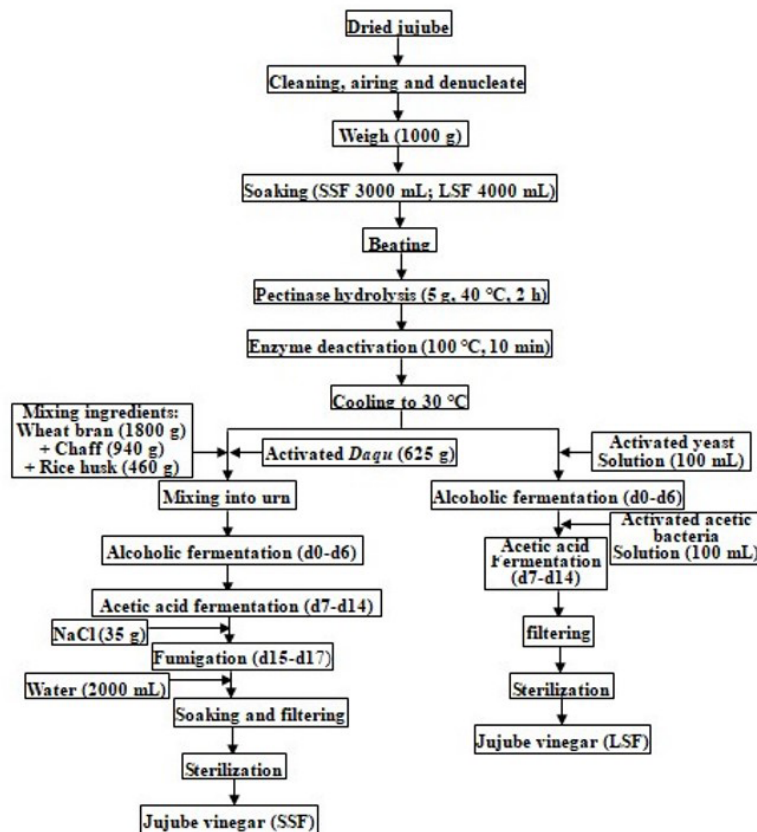 Dried jujube
Cleaning, airing and denucleate
Weigh (1000 g)
Soaking (SSF 3000 mL; LSF 4000 mL)
Beating
Pectinase hydrolysis (5 g, 40 °C, 2 h)
Enzyme deactivation (100 °C, 10 min)
Cooling to 30 °C
Mixing ingredients:
Wheat bran (1800 g)
+ Chaff (940 g)
+ Rice husk (460 g)
Activated Daqu (625 g)
Mixing into urn
Alcoholic fermentation (d0-d6)
Acetic acid fermentation (d7-d14)
NaCl (35 g)
Fumigation (d15-d17)
Water (2000 mL)
Soaking and filtering
Sterilization
Jujube vinegar (SSF)
Activated yeast
Solution (100 mL)
Alcoholic fermentation (d0-d6)
Activated acetic
bacteria
Solution (100 mL)
Acetic acid
Fermentation
(d7-d14)
filtering
Sterilization
Jujube vinegar (LSF)